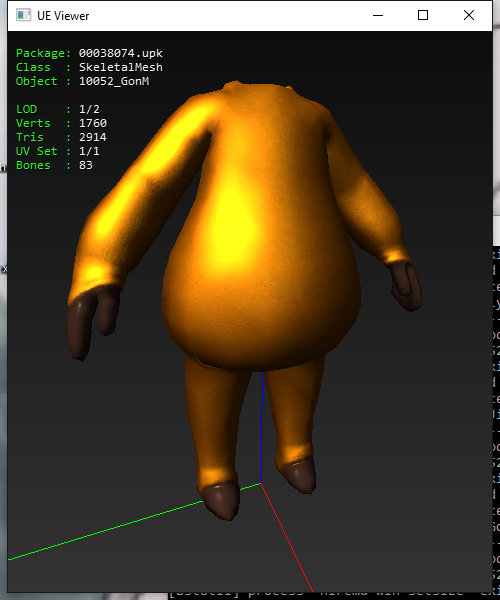 UE Viewer
Package: 00038074.upk
Class : SkeletalMesh
Object : 10052_GonM
LOD : 1/2
Verts : 1760
Tris : 2914
UV Set : 1/1
Bones : 83